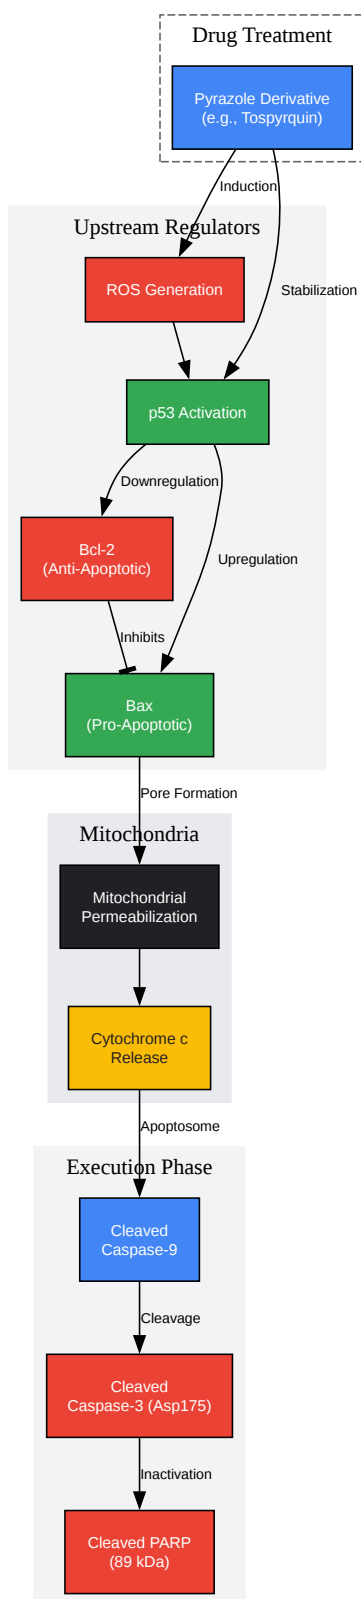 Drug Treatment
Pyrazole Derivative
(e.g., Tospyrquin)
Induction
Upstream Regulators
ROS Generation
Stabilization
p53 Activation
Downregulation
Bcl-2
(Anti-Apoptotic)
Upregulation
Inhibits
Bax
(Pro-Apoptotic)
Pore Formation
Mitochondria
Mitochondrial
Permeabilization
Cytochrome c
Release
Apoptosome
Execution Phase
Cleaved
Caspase-9
Cleavage
Cleaved
Caspase-3 (Asp175)
Inactivation
Cleaved PARP
(89 kDa)